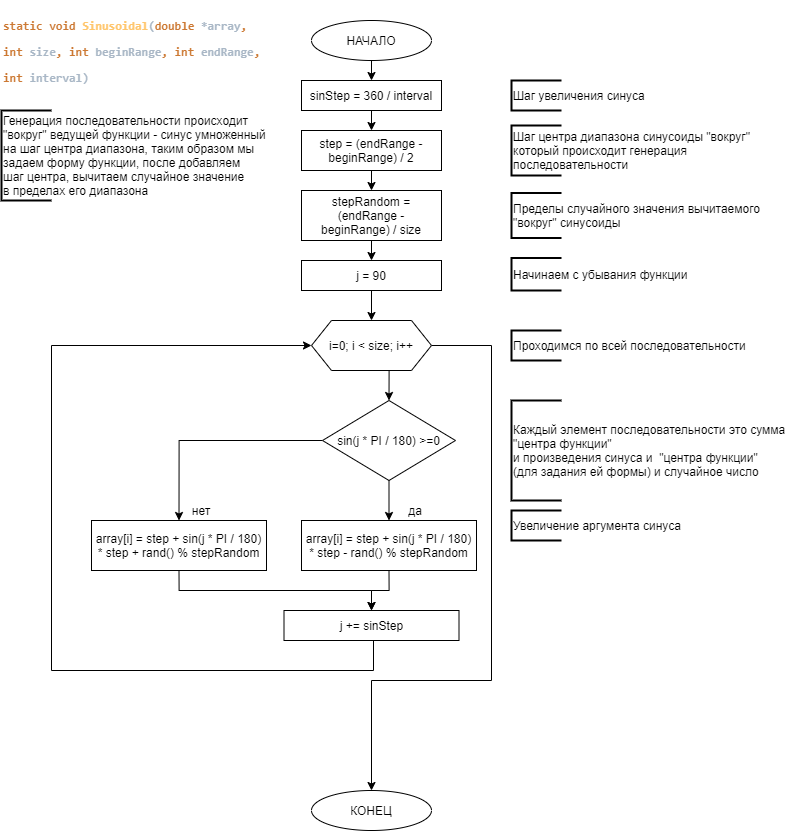 static void Sinusoidal(double *array,
int size, int beginRange, int endRange,
int interval)
Генерация последовательности происходит
"вокруг" ведущей функции - синус умноженный
на шаг центра диапазона, таким образом мы
задаем форму функции, после добавляем
шаг центра, вычитаем случайное значение
в пределах его диапазона
НАЧАЛО
sinStep = 360 / interval
Шаг увеличения синуса
step = (endRange -
beginRange) / 2
Шаг центра диапазона синусоиды "вокруг"
который происходит генерация
последовательности
stepRandom =
(endRange -
beginRange) / size
Пределы случайного значения вычитаемого
"вокруг" синусоиды
j = 90
Начинаем с убывания функции
i=0; i < size; i++
Проходимся по всей последовательности
sin(j * PI / 180) >=0
Каждый элемент последовательности это сумма
"центра функции"
и произведения синуса и "центра функции"
(для задания ей формы) и случайное число
нет
да
array[i] = step + sin(j * PI / 180)
* step + rand() % stepRandom
array[i] = step + sin(j * PI / 180)
* step - rand() % stepRandom
Увеличение аргумента синуса
j += sinStep
КОНЕЦ